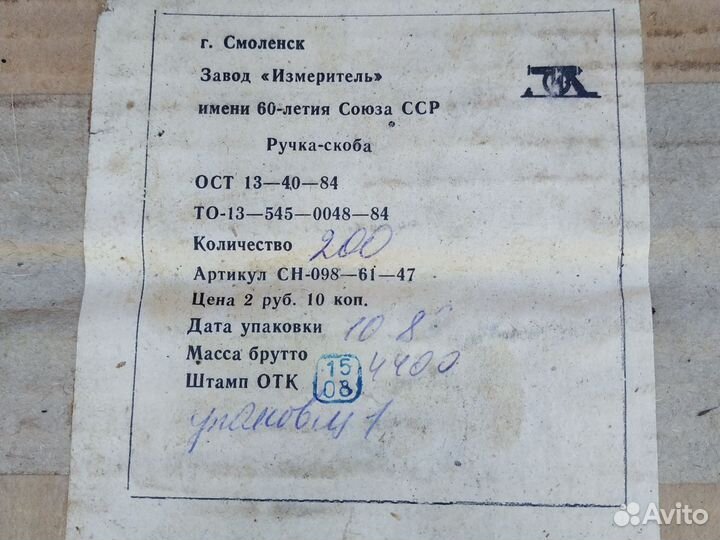 г. Смоленск
Завод «Измеритель»
имени 60-летия Союза ССР
Ручка-скоба
ОСТ 13—40—84
ТО-13—545—0048—84
Количество 200
Артикул СН-098—61—47
Цена 2 руб. 10 коп.
Дата упаковки 10 8
Масса брутто 4400
Штамп ОТК 15 08
1
Avito